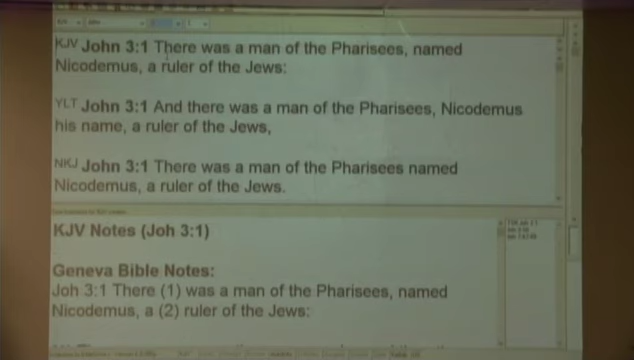 KJV John 3:1 There was a man of the Pharisees, named
Nicodemus, a ruler of the Jews:
YLT John 3:1 And there was a man of the Pharisees, Nicodemus
his name, a ruler of the Jews,
NKJ John 3:1 There was a man of the Pharisees named
Nicodemus, a ruler of the Jews.
KJV Notes (Joh 3:1)
Geneva Bible Notes:
Joh 3:1 There (1) was a man of the Pharisees, named
Nicodemus, a (2) ruler of the Jews: